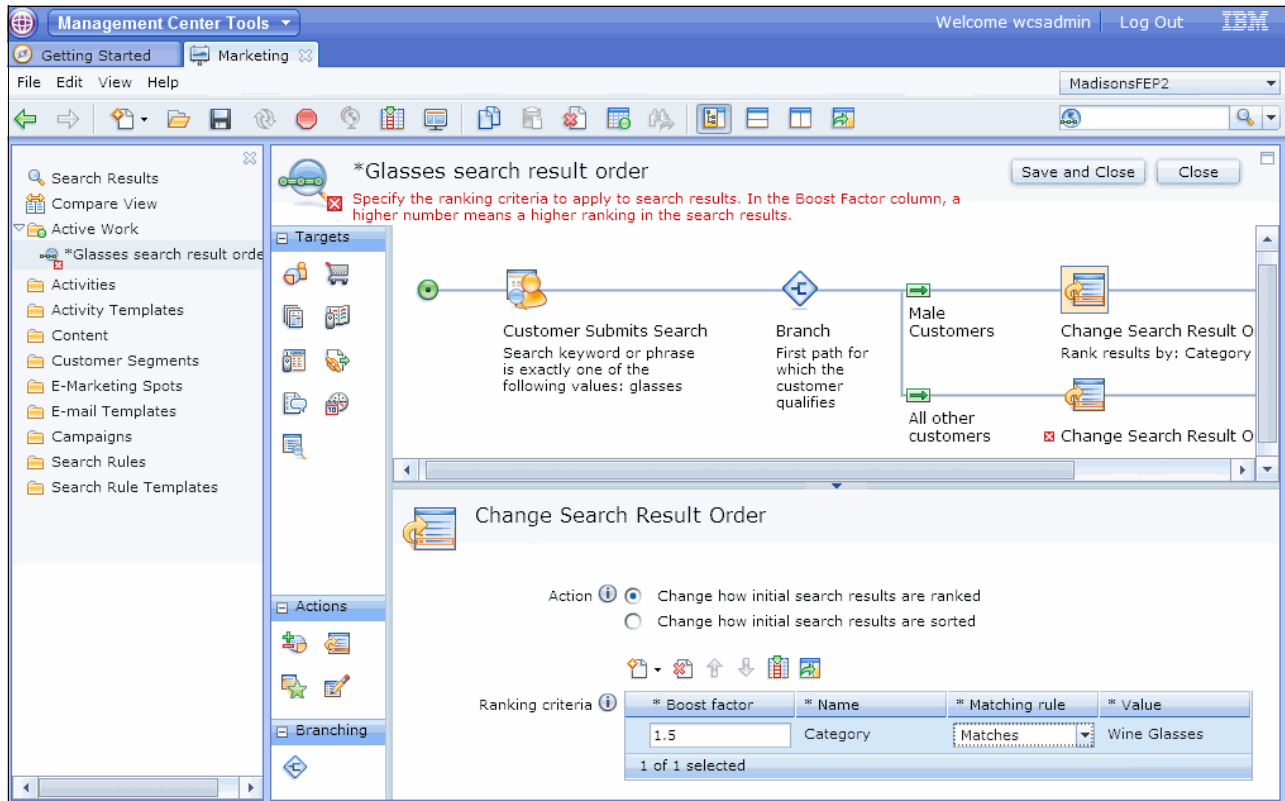 Management Center Tools
Welcome wcsadmin
Log Out
IBM
Getting Started
Marketing
File Edit View Help
MadisonsFEP2
Search Results
Compare View
Active Work
*Glasses search result orde
Activities
Activity Templates
Content
Customer Segments
E-Marketing Spots
E-mail Templates
Campaigns
Search Rules
Search Rule Templates
*Glasses search result order
Save and Close
Close
Specify the ranking criteria to apply to search results. In the Boost Factor column, a
higher number means a higher ranking in the search results.
Targets
Customer Submits Search
Search keyword or phrase
is exactly one of the
following values: glasses
Branch
First path for
which the
customer
qualifies
Male
Customers
Change Search Result O
Rank results by: Category
All other
customers
Change Search Result O
Change Search Result Order
Action
Change how initial search results are ranked
Change how initial search results are sorted
Actions
Branching
Ranking criteria
* Boost factor
* Name
* Matching rule
* Value
1.5
Category
Matches
Wine Glasses
1 of 1 selected